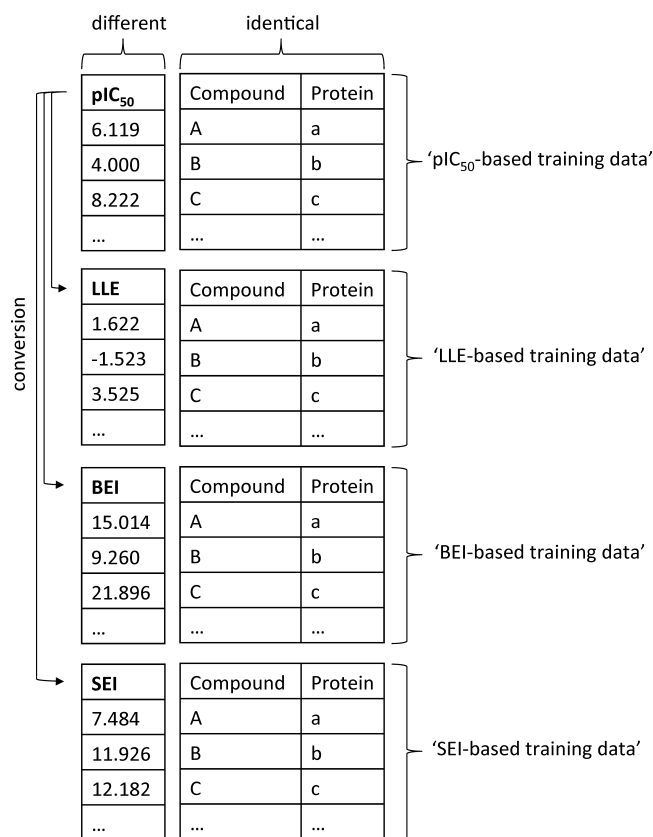 different identical
pIC50 Compound Protein
6.119 A a
4.000 B b
8.222 C c
... ... ...
‘pIC50-based training data’
conversion
LLE Compound Protein
1.622 A a
-1.523 B b
3.525 C c
... ... ...
‘LLE-based training data’
BEI Compound Protein
15.014 A a
9.260 B b
21.896 C c
... ... ...
‘BEI-based training data’
SEI Compound Protein
7.484 A a
11.926 B b
12.182 C c
... ... ...
‘SEI-based training data’